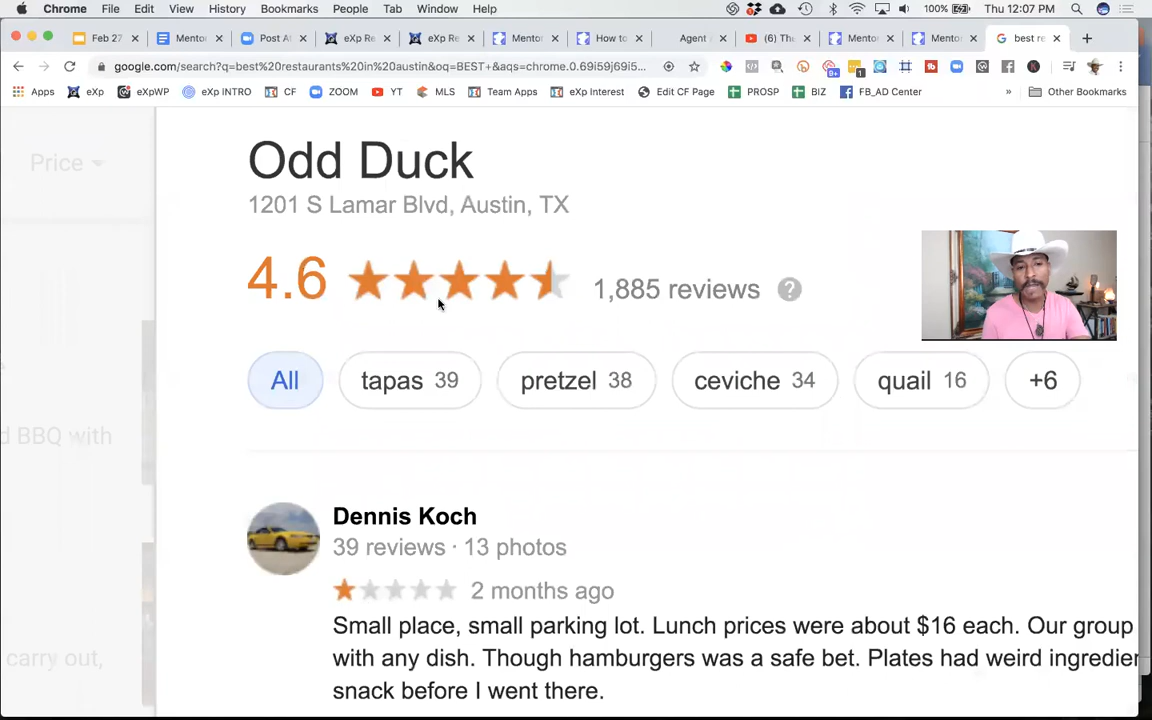 Chrome File Edit View History Bookmarks People Tab Window Help 100% Thu 12:07 PM
Feb 27 Mento Post A eXp Re eXp Re Mento How to Agent (6) Th Mento Mento best re
google.com/search?q=best%20restaurants%20in%20austin&oq=BEST+&aqs=chrome.0.69i59j69i5...
Apps eXp eXpWP eXp INTRO CF ZOOM YT MLS Team Apps eXp Interest Edit CF Page PROSP BIZ FB_AD Center » Other Bookmarks
Price
Odd Duck
1201 S Lamar Blvd, Austin, TX
4.6 1,885 reviews ?
All tapas 39 pretzel 38 ceviche 34 quail 16 +6
d BBQ with
Dennis Koch
39 reviews · 13 photos
2 months ago
Small place, small parking lot. Lunch prices were about $16 each. Our group
with any dish. Though hamburgers was a safe bet. Plates had weird ingredien
carry out,
snack before I went there.